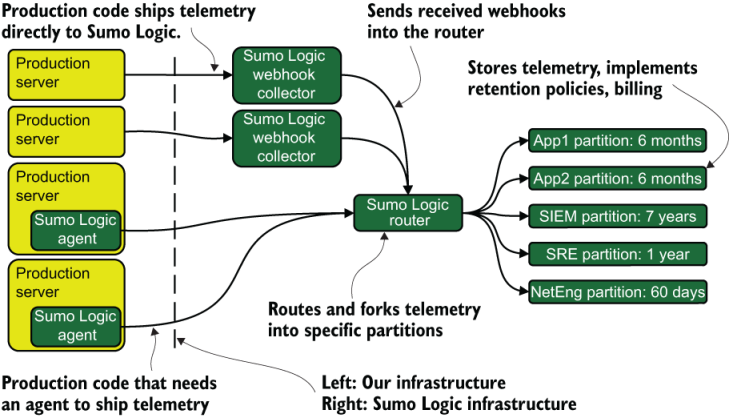 Production code ships telemetry
directly to Sumo Logic.
Sends received webhooks
into the router
Production
server
Sumo Logic
webhook
collector
Stores telemetry, implements
retention policies, billing
Production
server
Sumo Logic
webhook
collector
App1 partition: 6 months
Production
server
App2 partition: 6 months
Sumo Logic
agent
Sumo Logic
router
SIEM partition: 7 years
SRE partition: 1 year
Production
server
NetEng partition: 60 days
Sumo Logic
agent
Routes and forks telemetry
into specific partitions
Production code that needs
an agent to ship telemetry
Left: Our infrastructure
Right: Sumo Logic infrastructure